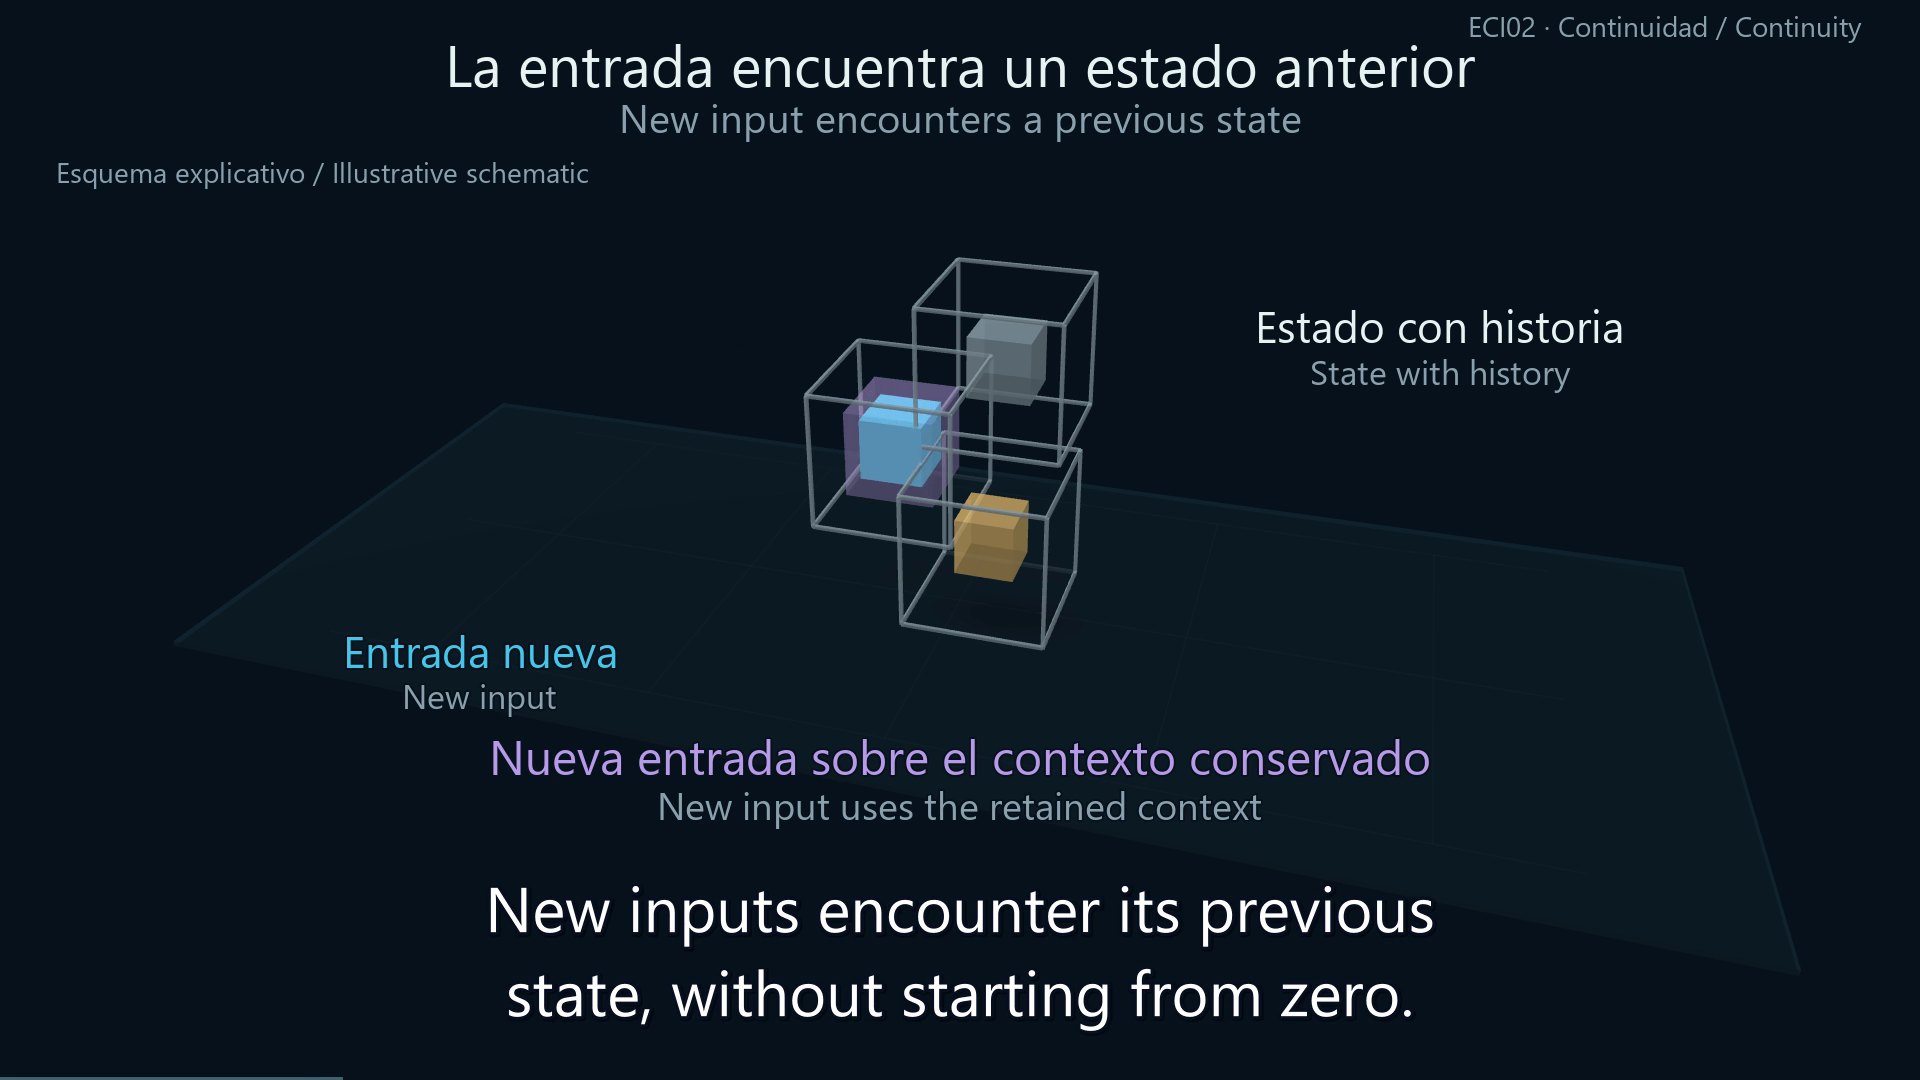 ECI02 · Continuidad / Continuity
La entrada encuentra un estado anterior
New input encounters a previous state
Esquema explicativo / Illustrative schematic
Estado con historia
State with history
Entrada nueva
New input
Nueva entrada sobre el contexto conservado
New input uses the retained context
New inputs encounter its previous
state, without starting from zero.